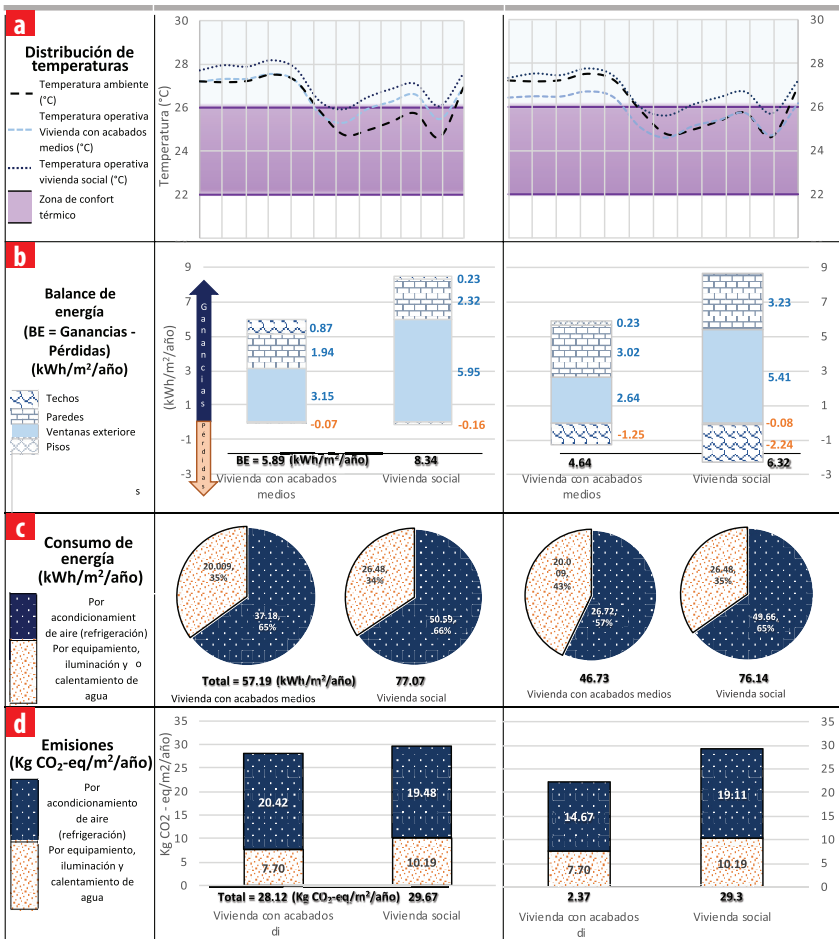 a
Distribución de
temperaturas
Temperatura ambiente
(°C)
Temperatura operativa
Vivienda con acabados
medios (°C)
Temperatura operativa
vivienda social (°C)
Zona de confort
térmico
Temperatura (°C)
30
28
26
24
22
30
28
26
24
22
b
Balance de
energía
(BE = Ganancias -
Pérdidas)
(kWh/m²/año)
Techos
Paredes
Ventanas exteriore
Pisos
s
(kWh/m²/año)
9
7
5
3
1
-1
-3
Ganancias
Pérdidas
0.87
1.94
3.15
-0.07
0.23
2.32
5.95
-0.16
BE = 5.89 (kWh/m²/año)
8.34
Vivienda con acabados
medios
Vivienda social
0.23
3.02
2.64
-1.25
3.23
5.41
-0.08
-2.24
4.64
6.32
Vivienda con acabados
medios
Vivienda social
9
7
5
3
1
-1
-3
c
Consumo de
energía
(kWh/m²/año)
Por
acondicionamient
de aire (refrigeración)
Por equipamiento,
iluminación y o
calentamiento de
agua
20.009,
35%
37.18,
65%
26.48,
34%
50.59,
66%
Total = 57.19 (kWh/m²/año)
77.07
Vivienda con acabados medios
Vivienda social
20.0
09,
43%
26.72,
57%
26.48,
35%
49.66,
65%
46.73
76.14
Vivienda con acabados medios
Vivienda social
d
Emisiones
(Kg CO₂-eq/m²/año)
Por
acondicionamiento
de aire
(refrigeración)
Por equipamiento,
iluminación y
calentamiento de
agua
Kg CO2 - eq/m2/año)
35
30
25
20
15
10
5
0
20.42
7.70
19.48
10.19
Total = 28.12 (Kg CO₂-eq/m²/año)
29.67
Vivienda con acabados
di
Vivienda social
14.67
7.70
19.11
10.19
2.37
29.3
Vivienda con acabados
di
Vivienda social
35
30
25
20
15
10
5
0